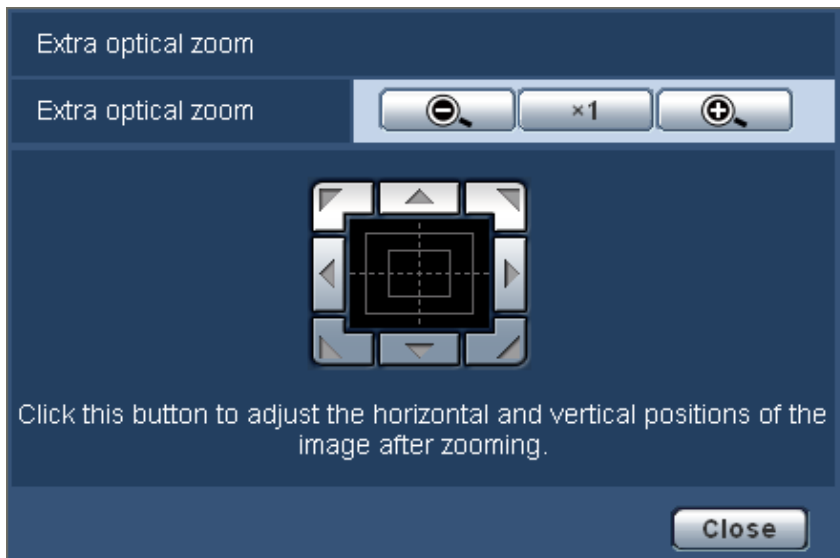 Extra optical zoom
Extra optical zoom
×1
Click this button to adjust the horizontal and vertical positions of the
image after zooming.
Close